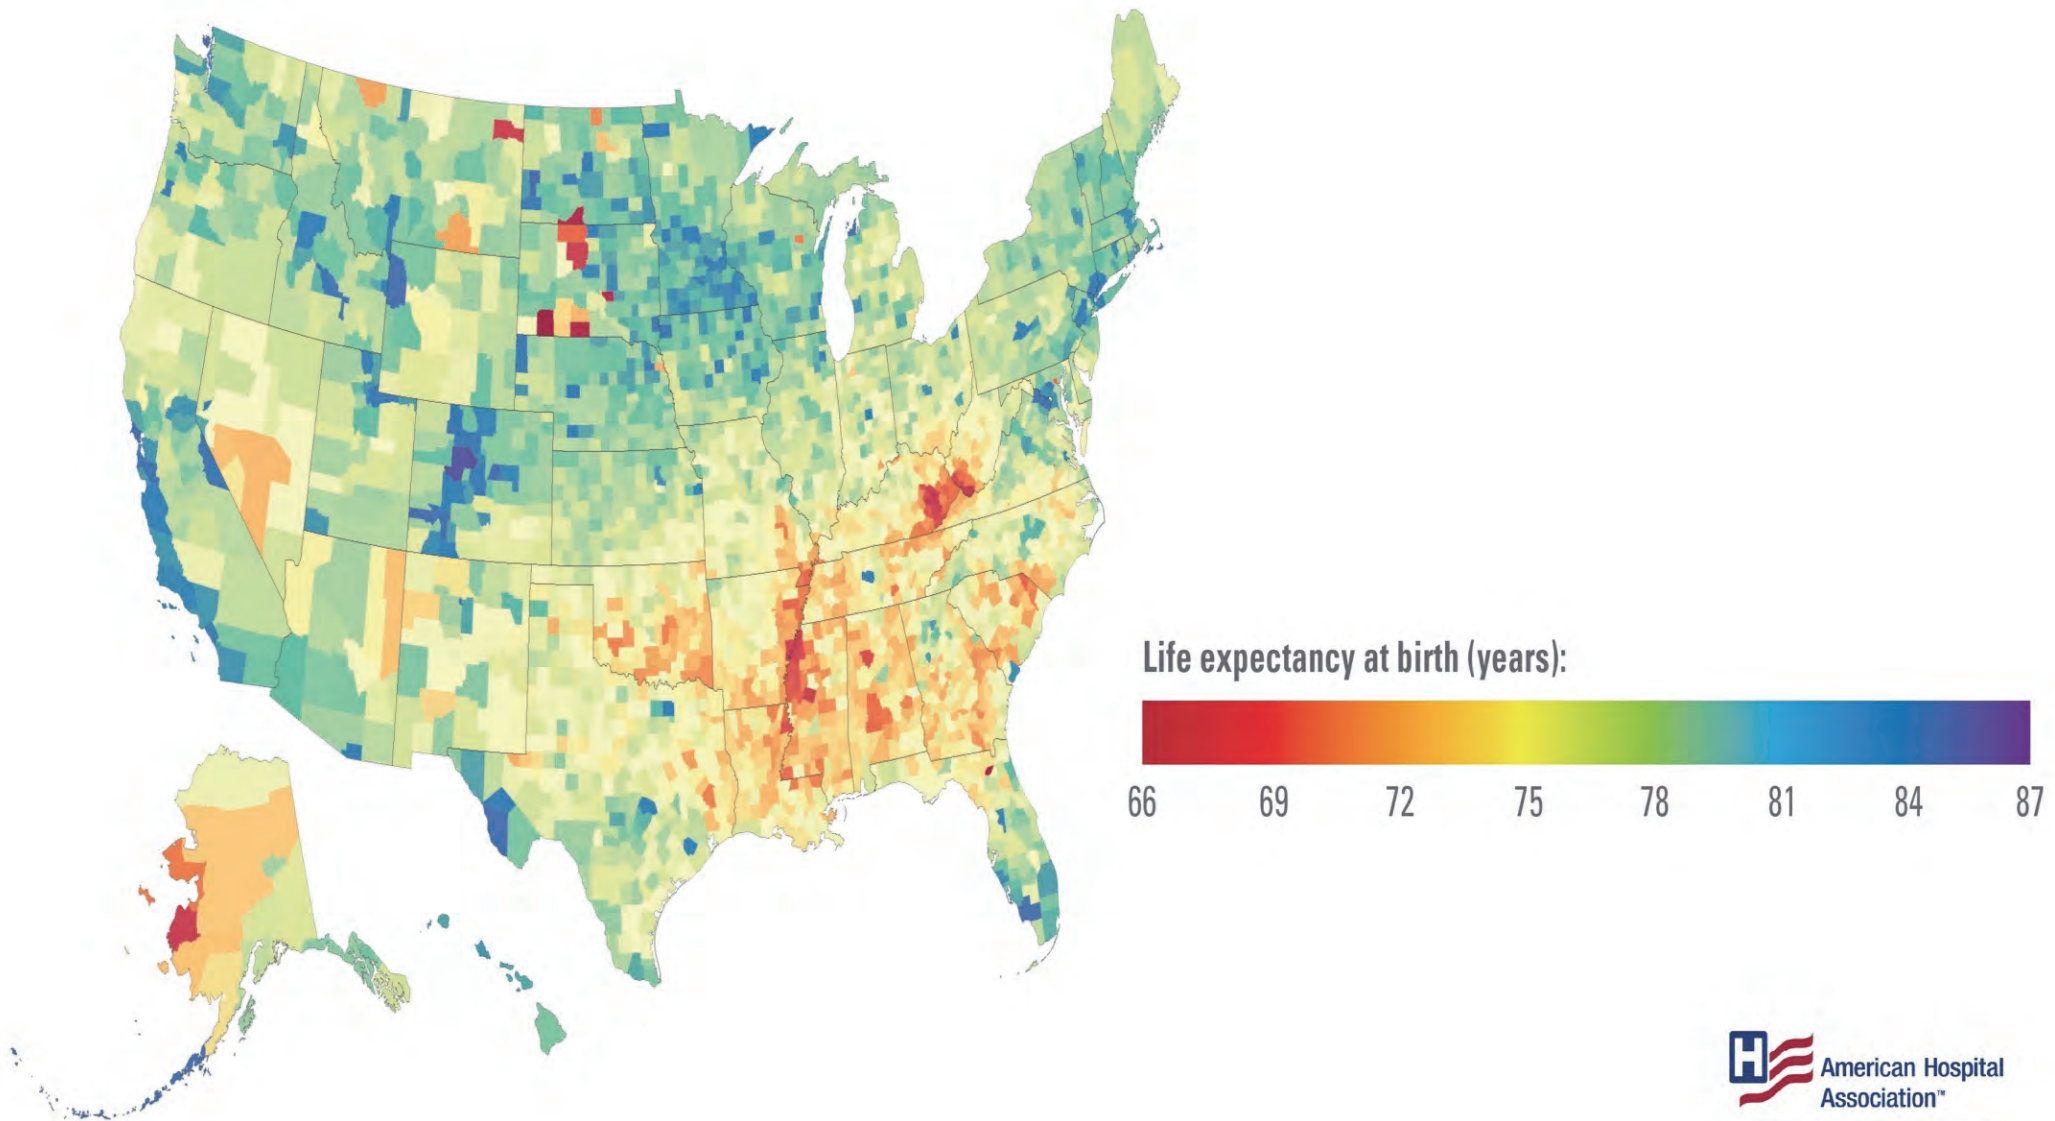 Life expectancy at birth (years):
66 69 72 75 78 81 84 87
H
American Hospital
Association™